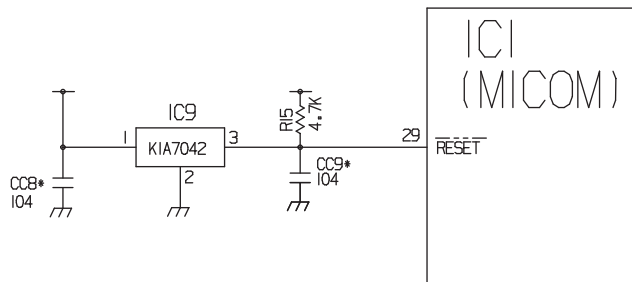 IC1
(MICOM)
IC9
1
KIA7042
3
2
R15
4.7K
29
RESET
CC8*
104
CC9*
104